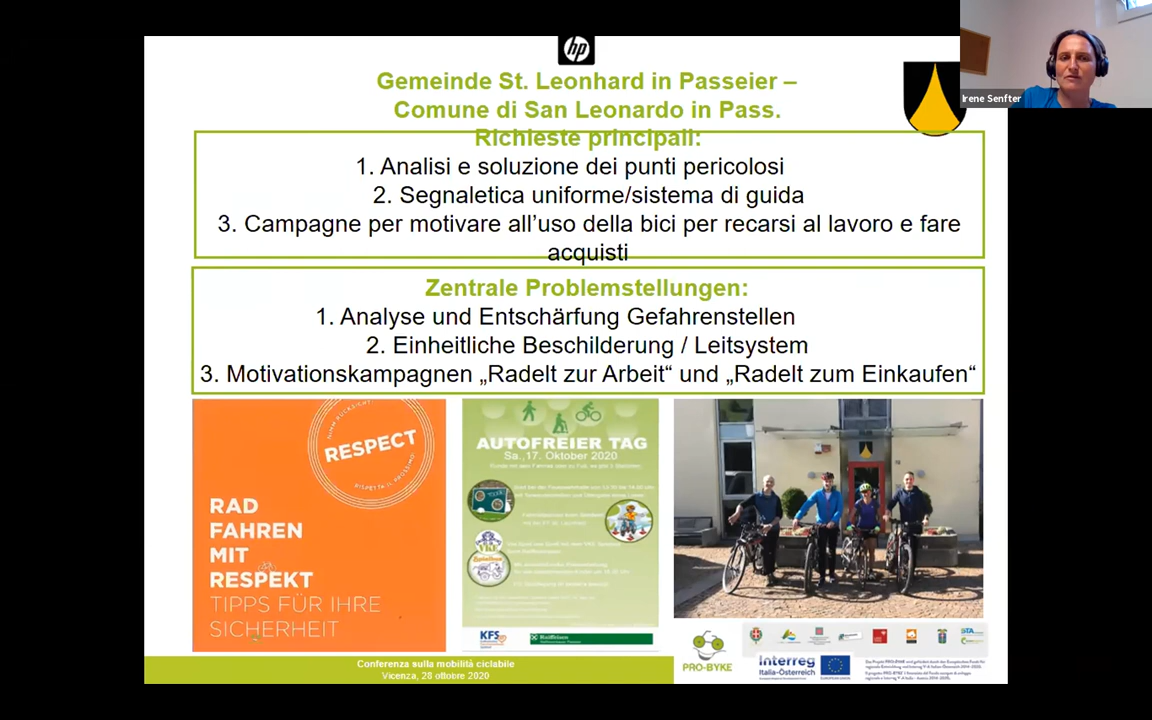 hp
Gemeinde St. Leonhard in Passeier –
Comune di San Leonardo in Pass.
Irene Senfter
Richieste principali:
1. Analisi e soluzione dei punti pericolosi
2. Segnaletica uniforme/sistema di guida
3. Campagne per motivare all’uso della bici per recarsi al lavoro e fare
acquisti
Zentrale Problemstellungen:
1. Analyse und Entschärfung Gefahrenstellen
2. Einheitliche Beschilderung / Leitsystem
3. Motivationskampagnen „Radelt zur Arbeit“ und „Radelt zum Einkaufen“
RESPECT
RAD
FAHREN
MIT
RESPEKT
TIPPS FÜR IHRE
SICHERHEIT
AUTOFREIER TAG
Sa.,17. Oktober 2020
VKE
KFS
Raiffeisen
PRO-BYKE
STA
Interreg
Italia-Österreich
Conferenza sulla mobilità ciclabile
Vicenza, 28 ottobre 2020